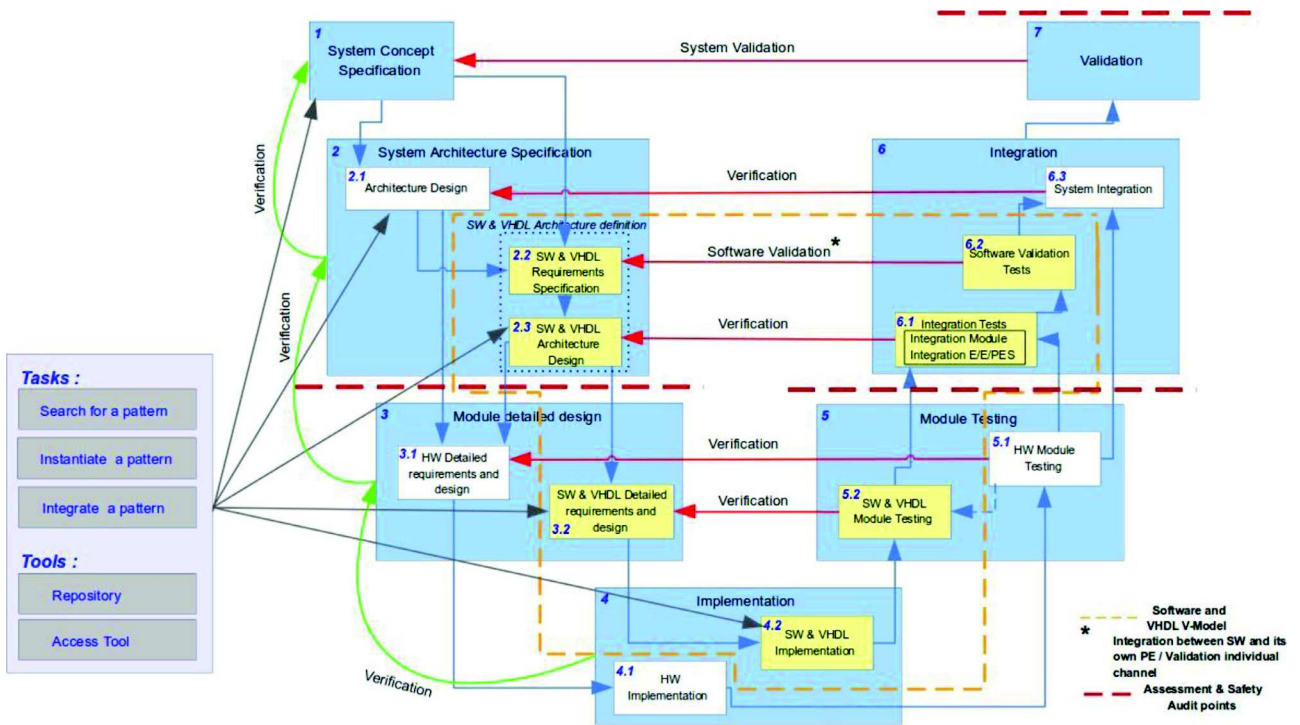 1
System Concept
Specification
System Validation
7
Validation
Verification
2
System Architecture Specification
2.1
Architecture Design
Verification
6
Integration
6.3
System Integration
SW & VHDL Architecture definition
2.2
SW & VHDL
Requirements
Specification
Software Validation*
6.2
Software Validation
Tests
Verification
2.3
SW & VHDL
Architecture
Design
Verification
6.1
Integration Tests
Integration Module
Integration E/E/PES
Tasks :
Search for a pattern
Instantiate a pattern
Integrate a pattern
Tools :
Repository
Access Tool
3
Module detailed design
3.1
HW Detailed
requirements and
design
Verification
5
Module Testing
5.1
HW Module
Testing
SW & VHDL Detailed
requirements and
design
3.2
Verification
5.2
SW & VHDL
Module Testing
Verification
4
Implementation
4.2
SW & VHDL
Implementation
4.1
HW
Implementation
Software and
VHDL V-Model
*
Integration between SW and its
own PE / Validation individual
channel
Assessment & Safety
Audit points